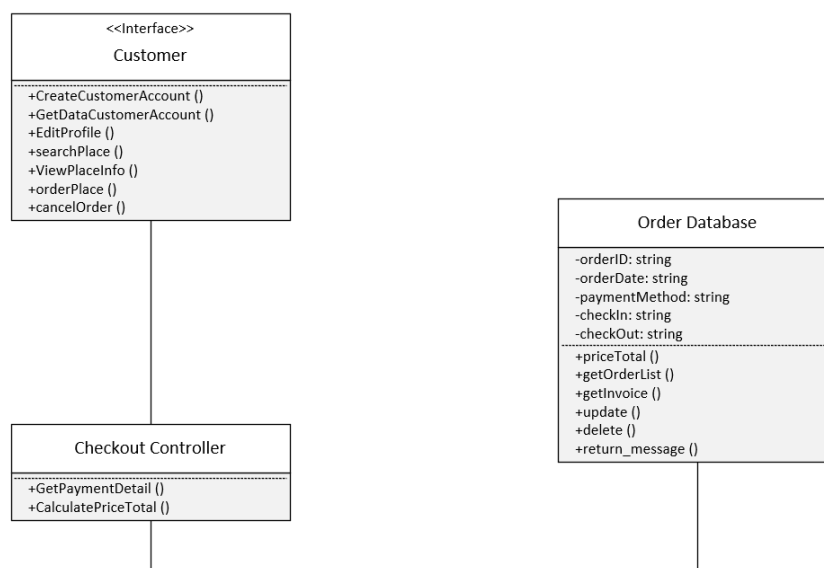 <<Interface>>
Customer
+CreateCustomerAccount ()
+GetDataCustomerAccount ()
+EditProfile ()
+searchPlace ()
+ViewPlaceInfo ()
+orderPlace ()
+cancelOrder ()
Order Database
-orderID: string
-orderDate: string
-paymentMethod: string
-checkIn: string
-checkOut: string
+priceTotal ()
+getOrderList ()
+getInvoice ()
+update ()
+delete ()
+return_message ()
Checkout Controller
+GetPaymentDetail ()
+CalculatePriceTotal ()